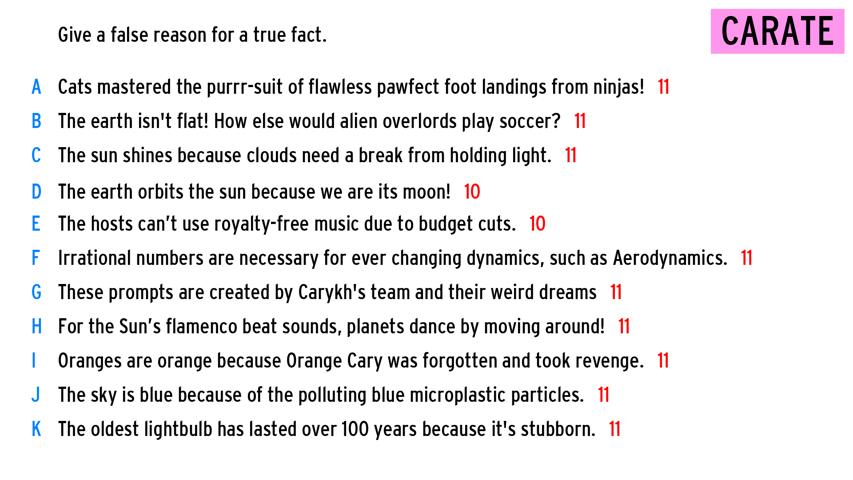 Give a false reason for a true fact.
CARATE
A Cats mastered the purrr-suit of flawless pawfect foot landings from ninjas! 11
B The earth isn't flat! How else would alien overlords play soccer? 11
C The sun shines because clouds need a break from holding light. 11
D The earth orbits the sun because we are its moon! 10
E The hosts can’t use royalty-free music due to budget cuts. 10
F Irrational numbers are necessary for ever changing dynamics, such as Aerodynamics. 11
G These prompts are created by Carykh's team and their weird dreams 11
H For the Sun’s flamenco beat sounds, planets dance by moving around! 11
I Oranges are orange because Orange Cary was forgotten and took revenge. 11
J The sky is blue because of the polluting blue microplastic particles. 11
K The oldest lightbulb has lasted over 100 years because it's stubborn. 11